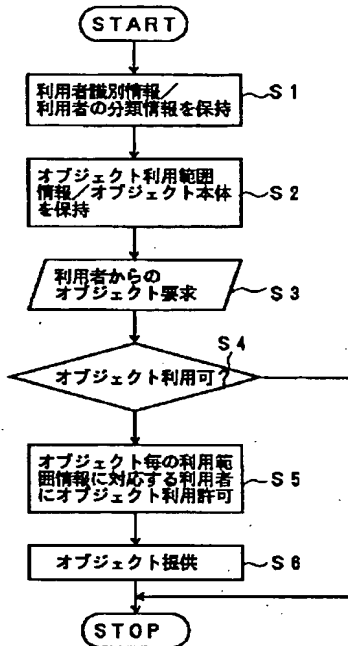 START
利用者識別情報/
利用者の分類情報を保持
S1
オブジェクト利用範囲
情報/オブジェクト本体
を保持
S2
利用者からの
オブジェクト要求
S3
S4
オブジェクト利用可?
オブジェクト毎の利用範
囲情報に対応する利用者
にオブジェクト利用許可
S5
オブジェクト提供
S6
STOP